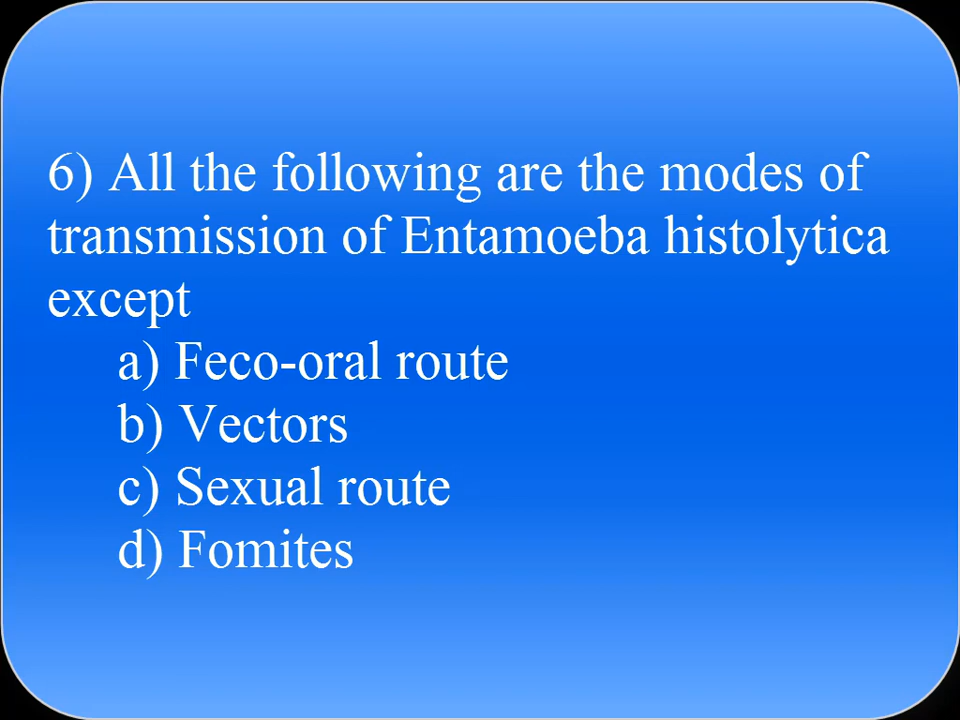 6) All the following are the modes of
transmission of Entamoeba histolytica
except
a) Feco-oral route
b) Vectors
c) Sexual route
d) Fomites